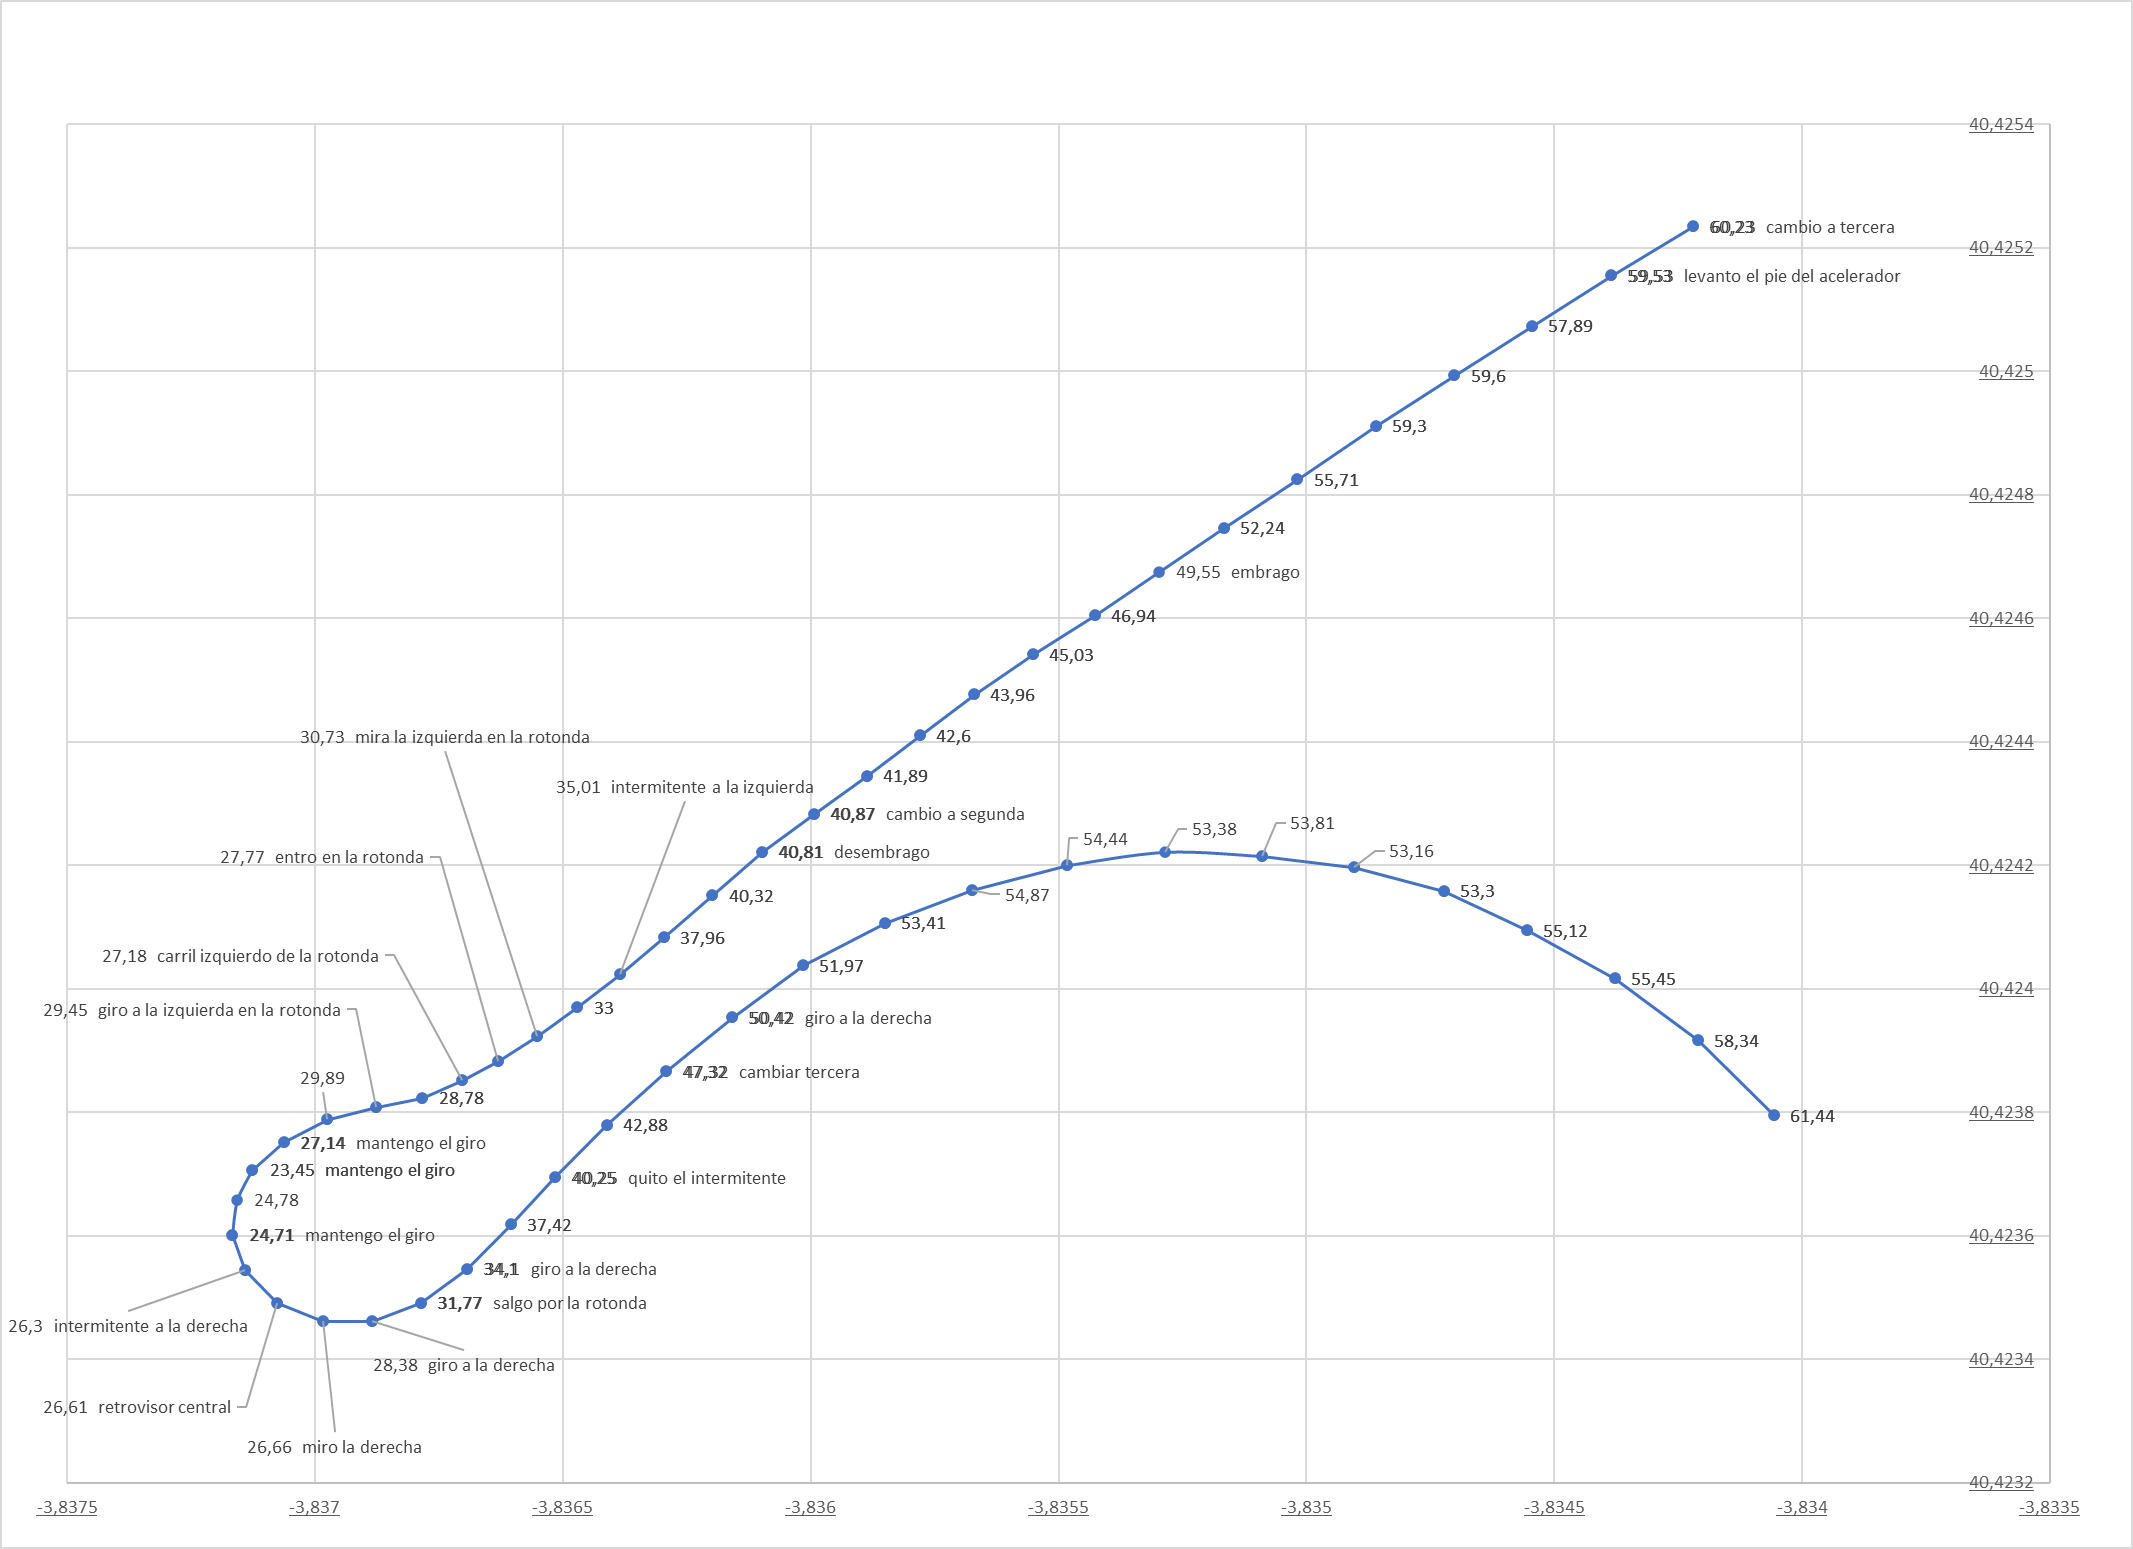 40,4254
60,23 cambio a tercera
40,4252
59,53 levanto el pie del acelerador
57,89
40,425
59,6
59,3
55,71
40,4248
52,24
49,55 embrago
46,94
40,4246
45,03
43,96
30,73 mira la izquierda en la rotonda
42,6
40,4244
41,89
35,01 intermitente a la izquierda
40,87 cambio a segunda
53,81
53,38
54,44
40,81 desembrago
53,16
27,77 entro en la rotonda
40,4242
53,3
54,87
40,32
53,41
55,12
37,96
27,18 carril izquierdo de la rotonda
51,97
55,45
40,424
33
29,45 giro a la izquierda en la rotonda
50,42 giro a la derecha
58,34
47,32 cambiar tercera
29,89
28,78
40,4238
61,44
42,88
27,14 mantengo el giro
23,45 mantengo el giro
40,25 quito el intermitente
24,78
37,42
24,71 mantengo el giro
40,4236
34,1 giro a la derecha
31,77 salgo por la rotonda
26,3 intermitente a la derecha
40,4234
28,38 giro a la derecha
26,61 retrovisor central
26,66 miro la derecha
40,4232
-3,8375
-3,837
-3,8365
-3,836
-3,8355
-3,835
-3,8345
-3,834
-3,8335